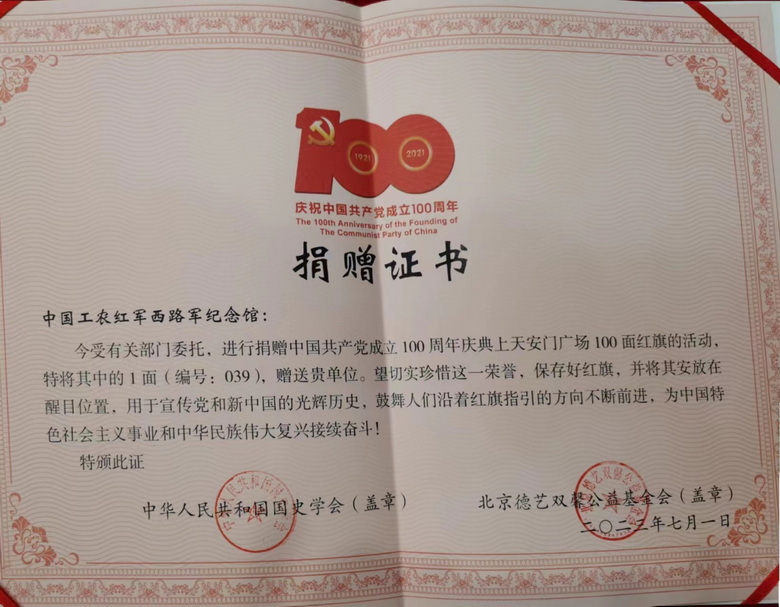 1921
2021
庆祝中国共产党成立100周年
The 100th Anniversary of the Founding of
The Communist Party of China
捐赠证书
中国工农红军西路军纪念馆：
今受有关部门委托，进行捐赠中国共产党成立 100 周年庆典上天安门广场 100 面红旗的活动，
特将其中的 1 面（编号：039），赠送贵单位。望切实珍惜这一荣誉，保存好红旗，并将其安放在
醒目位置，用于宣传党和新中国的光辉历史，鼓舞人们沿着红旗指引的方向不断前进，为中国特
色社会主义事业和中华民族伟大复兴接续奋斗！
特颁此证
中华人民共和国国史学会（盖章）
北京德艺双馨公益基金会（盖章）
二〇二三年七月一日